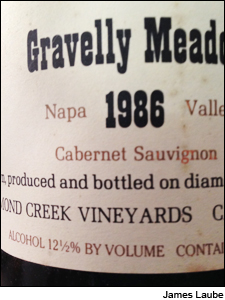 Gravelly Meado
Napa 1986 Valle
Cabernet Sauvignon
n, produced and bottled on diam
MOND CREEK VINEYARDS C
ALCOHOL 12½% BY VOLUME CONTAI
James Laube